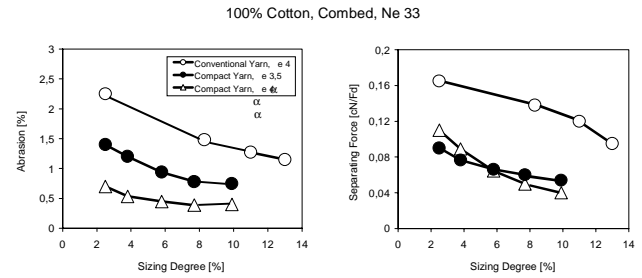 100% Cotton, Combed, Ne 33
3
2,5
2
1,5
1
0,5
0
Abrasion [%]
0 2 4 6 8 10 12 14
Sizing Degree [%]
Conventional Yarn, e 4
Compact Yarn, e 3,5
Compact Yarn, e
α
α
0,2
0,16
0,12
0,08
0,04
0
Separating Force [cN/Fd]
0 2 4 6 8 10 12 14
Sizing Degree [%]